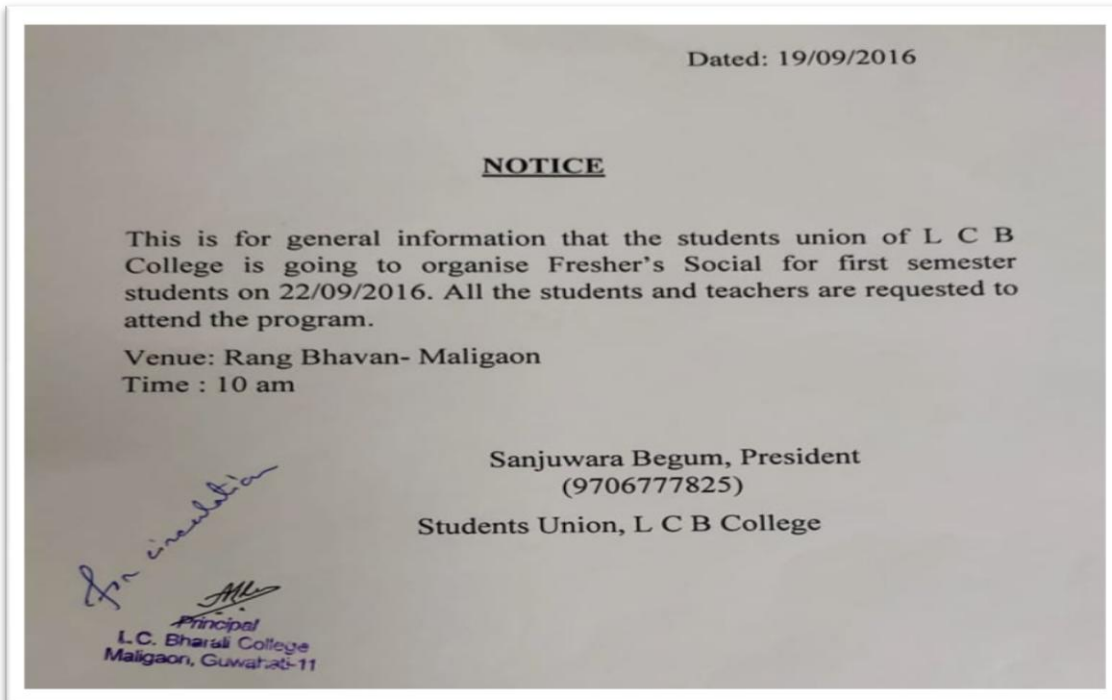 Dated: 19/09/2016
NOTICE
This is for general information that the students union of L C B
College is going to organise Fresher's Social for first semester
students on 22/09/2016. All the students and teachers are requested to
attend the program.
Venue: Rang Bhavan- Maligaon
Time : 10 am
Sanjuwara Begum, President
(9706777825)
Students Union, L C B College
for circulation
Principal
L.C. Bharali College
Maligaon, Guwahati-11